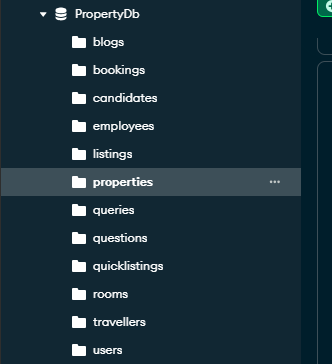 PropertyDb
blogs
bookings
candidates
employees
listings
properties
queries
questions
quicklistings
rooms
travellers
users